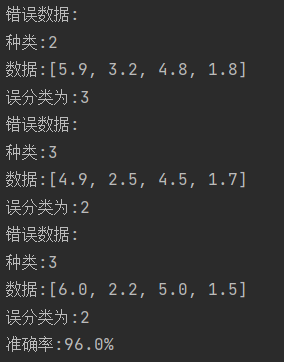 错误数据:
种类:2
数据:[5.9, 3.2, 4.8, 1.8]
误分类为:3
错误数据:
种类:3
数据:[4.9, 2.5, 4.5, 1.7]
误分类为:2
错误数据:
种类:3
数据:[6.0, 2.2, 5.0, 1.5]
误分类为:2
准确率:96.0%